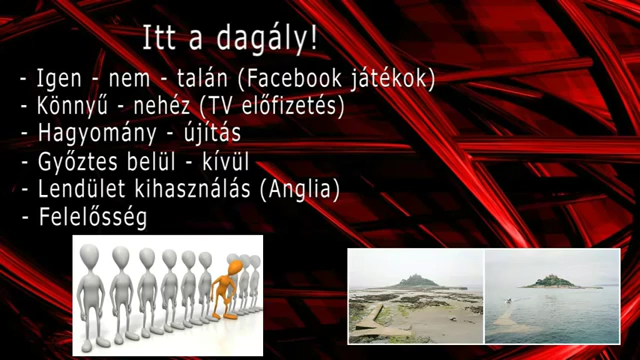 Itt a dagály!
- Igen - nem - talán (Facebook játékok)
- Könnyű - nehéz (TV előfizetés)
- Hagyomány - újítás
- Győztes belül - kívül
- Lendület kihasználás (Anglia)
- Felelősség